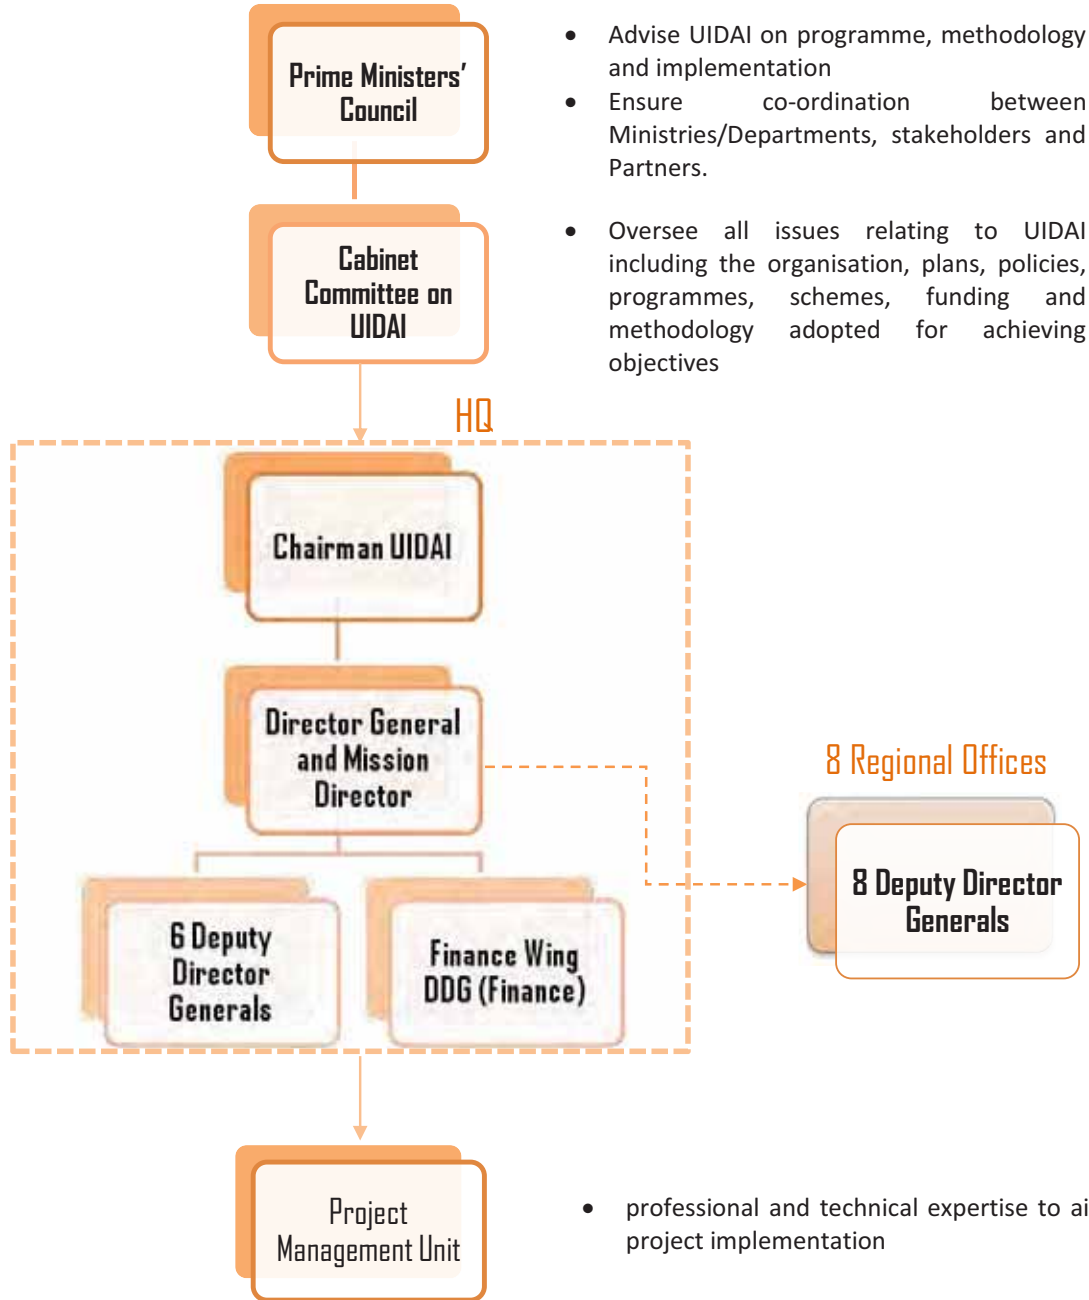 Prime Ministers'
Council
• Advise UIDAI on programme, methodology
and implementation
• Ensure co-ordination between
Ministries/Departments, stakeholders and
Partners.
Cabinet
Committee on
UIDAI
• Oversee all issues relating to UIDAI
including the organisation, plans, policies,
programmes, schemes, funding and
methodology adopted for achieving
objectives
HQ
Chairman UIDAI
Director General
and Mission
Director
8 Regional Offices
8 Deputy Director
Generals
6 Deputy
Director
Generals
Finance Wing
DDG (Finance)
Project
Management Unit
• professional and technical expertise to ai
project implementation